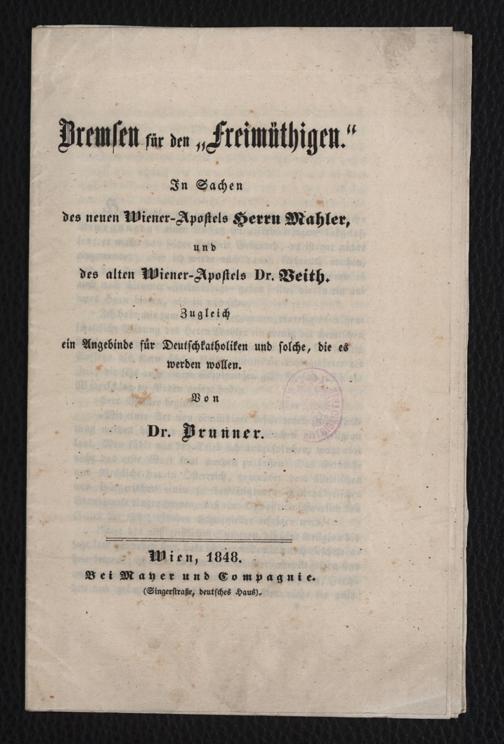 Bremsen für den „Freimüthigen.“
In Sachen
des neuen Wiener-Apostels Herrn Mahler,
und
des alten Wiener-Apostels Dr. Veith.
Zugleich
ein Angebinde für Deutschkatholiken und solche, die es
werden wollen.
Von
Dr. Brunner.
Wien, 1848.
Bei Mayer und Compagnie.
(Singerstraße, deutsches Haus).